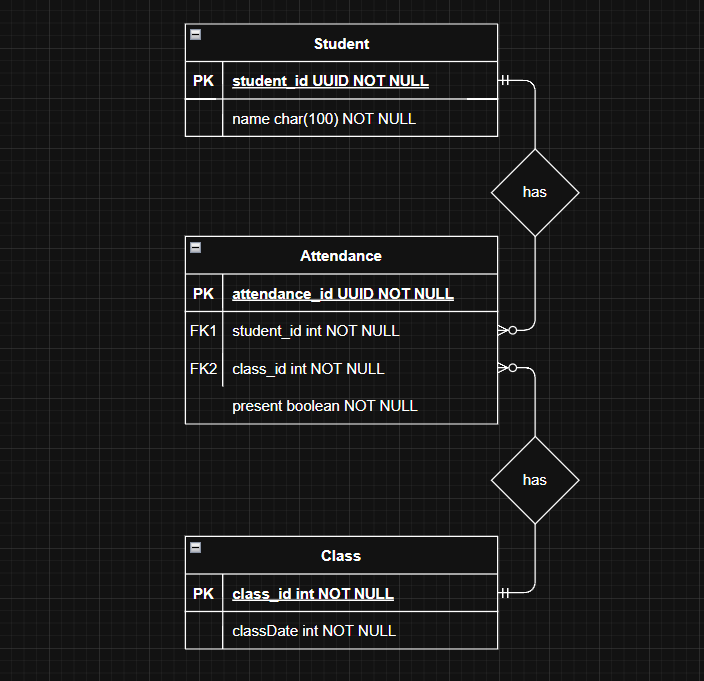 Student
PK student_id UUID NOT NULL
name char(100) NOT NULL
has
Attendance
PK attendance_id UUID NOT NULL
FK1 student_id int NOT NULL
FK2 class_id int NOT NULL
present boolean NOT NULL
has
Class
PK class_id int NOT NULL
classDate int NOT NULL